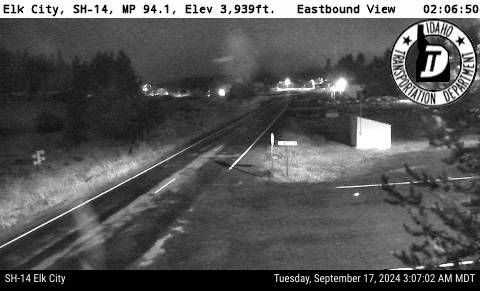 Elk City, SH-14, MP 94.1, Elev 3,939ft. Eastbound View 02:06:50
IDAHO
TRANSPORTATION DEPARTMENT
SH-14 Elk City Tuesday, September 17, 2024 3:07:02 AM MDT